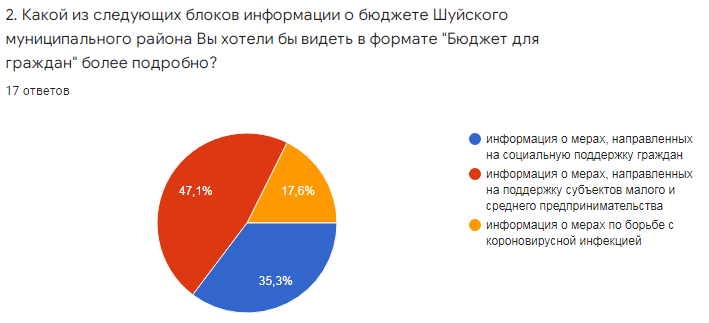 2. Какой из следующих блоков информации о бюджете Шуйского
муниципального района Вы хотели бы видеть в формате "Бюджет для
граждан" более подробно?
17 ответов
47,1%
17,6%
35,3%
информация о мерах, направленных
на социальную поддержку граждан
информация о мерах, направленных
на поддержку субъектов малого и
среднего предпринимательства
информация о мерах по борьбе с
короновирусной инфекцией